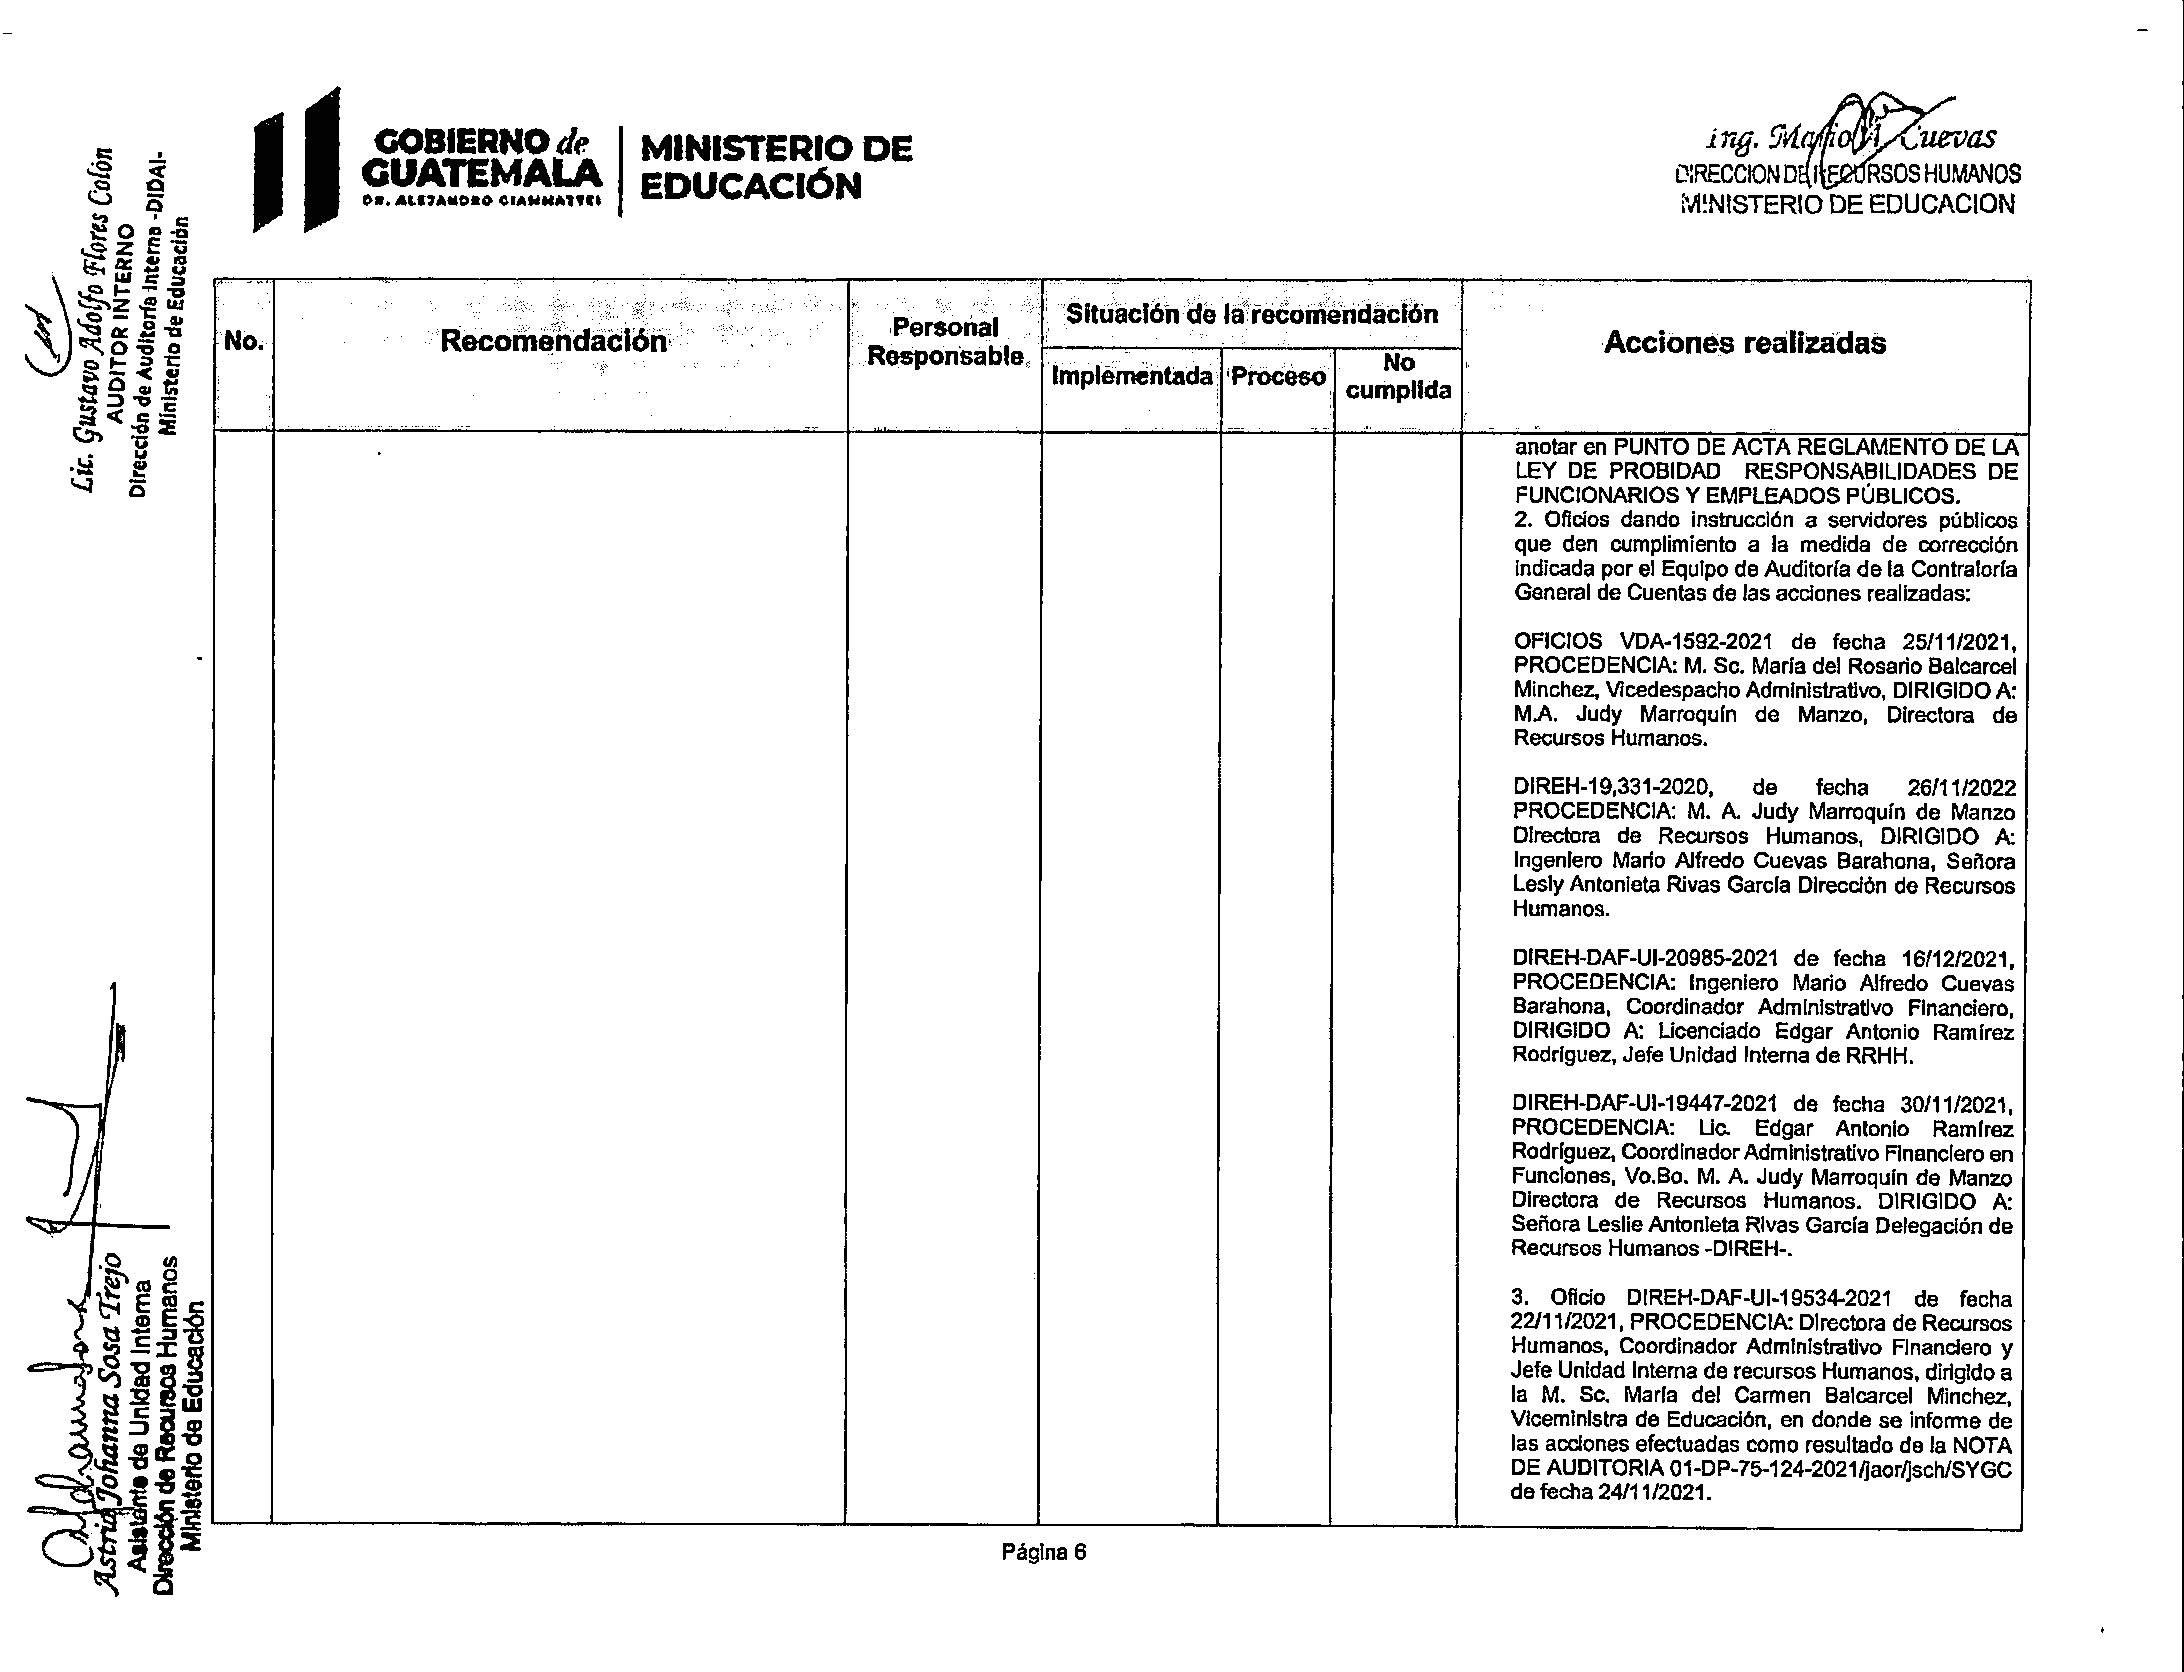 GOBIERNO de
GUATEMALA
DR. ALEJANDRO GIAMMATTEI
MINISTERIO DE
EDUCACIÓN
ing. Mario A. Cuevas
DIRECCION DE RECURSOS HUMANOS
MINISTERIO DE EDUCACION
Lic. Gustavo Adolfo Flores Colón
AUDITOR INTERNO
Dirección de Auditoría Interna -DIDAI-
Ministerio de Educación
No.
Recomendación
Personal
Responsable
Situación de la recomendación
Implementada
Proceso
No
cumplida
Acciones realizadas
anotar en PUNTO DE ACTA REGLAMENTO DE LA
LEY DE PROBIDAD RESPONSABILIDADES DE
FUNCIONARIOS Y EMPLEADOS PÚBLICOS.
2. Oficios dando instrucción a servidores públicos
que den cumplimiento a la medida de corrección
indicada por el Equipo de Auditoría de la Contraloría
General de Cuentas de las acciones realizadas:
OFICIOS VDA-1592-2021 de fecha 25/11/2021,
PROCEDENCIA: M. Sc. María del Rosario Balcarcel
Minchez, Vicedespacho Administrativo, DIRIGIDO A:
M.A. Judy Marroquín de Manzo, Directora de
Recursos Humanos.
DIREH-19,331-2020, de fecha 26/11/2022
PROCEDENCIA: M. A. Judy Marroquín de Manzo
Directora de Recursos Humanos, DIRIGIDO A:
Ingeniero Mario Alfredo Cuevas Barahona, Señora
Lesly Antonieta Rivas García Dirección de Recursos
Humanos.
DIREH-DAF-UI-20985-2021 de fecha 16/12/2021,
PROCEDENCIA: Ingeniero Mario Alfredo Cuevas
Barahona, Coordinador Administrativo Financiero,
DIRIGIDO A: Licenciado Edgar Antonio Ramírez
Rodríguez, Jefe Unidad Interna de RRHH.
DIREH-DAF-UI-19447-2021 de fecha 30/11/2021,
PROCEDENCIA: Lic. Edgar Antonio Ramírez
Rodríguez, Coordinador Administrativo Financiero en
Funciones, Vo.Bo. M. A. Judy Marroquín de Manzo
Directora de Recursos Humanos. DIRIGIDO A:
Señora Leslie Antonieta Rivas García Delegación de
Recursos Humanos -DIREH-.
3. Oficio DIREH-DAF-UI-19534-2021 de fecha
22/11/2021, PROCEDENCIA: Directora de Recursos
Humanos, Coordinador Administrativo Financiero y
Jefe Unidad Interna de recursos Humanos, dirigido a
la M. Sc. María del Carmen Balcarcel Minchez,
Viceministra de Educación, en donde se informe de
las acciones efectuadas como resultado de la NOTA
DE AUDITORIA 01-DP-75-124-2021/jaor/jsch/SYGC
de fecha 24/11/2021.
Astrid Johanna Sosa Trejo
Asistente de Unidad Interna
Dirección de Recursos Humanos
Ministerio de Educación
Página 6